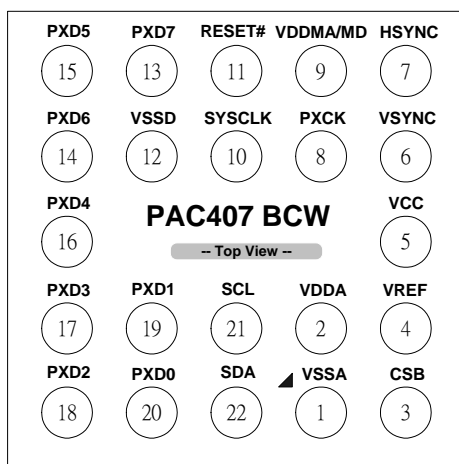 PXD5 PXD7 RESET# VDDMA/MD HSYNC
15 13 11 9 7
PXD6 VSSD SYSCLK PXCK VSYNC
14 12 10 8 6
PXD4 VCC
16 PAC407 BCW 5
-- Top View --
PXD3 PXD1 SCL VDDA VREF
17 19 21 2 4
PXD2 PXD0 SDA VSSA CSB
18 20 22 1 3